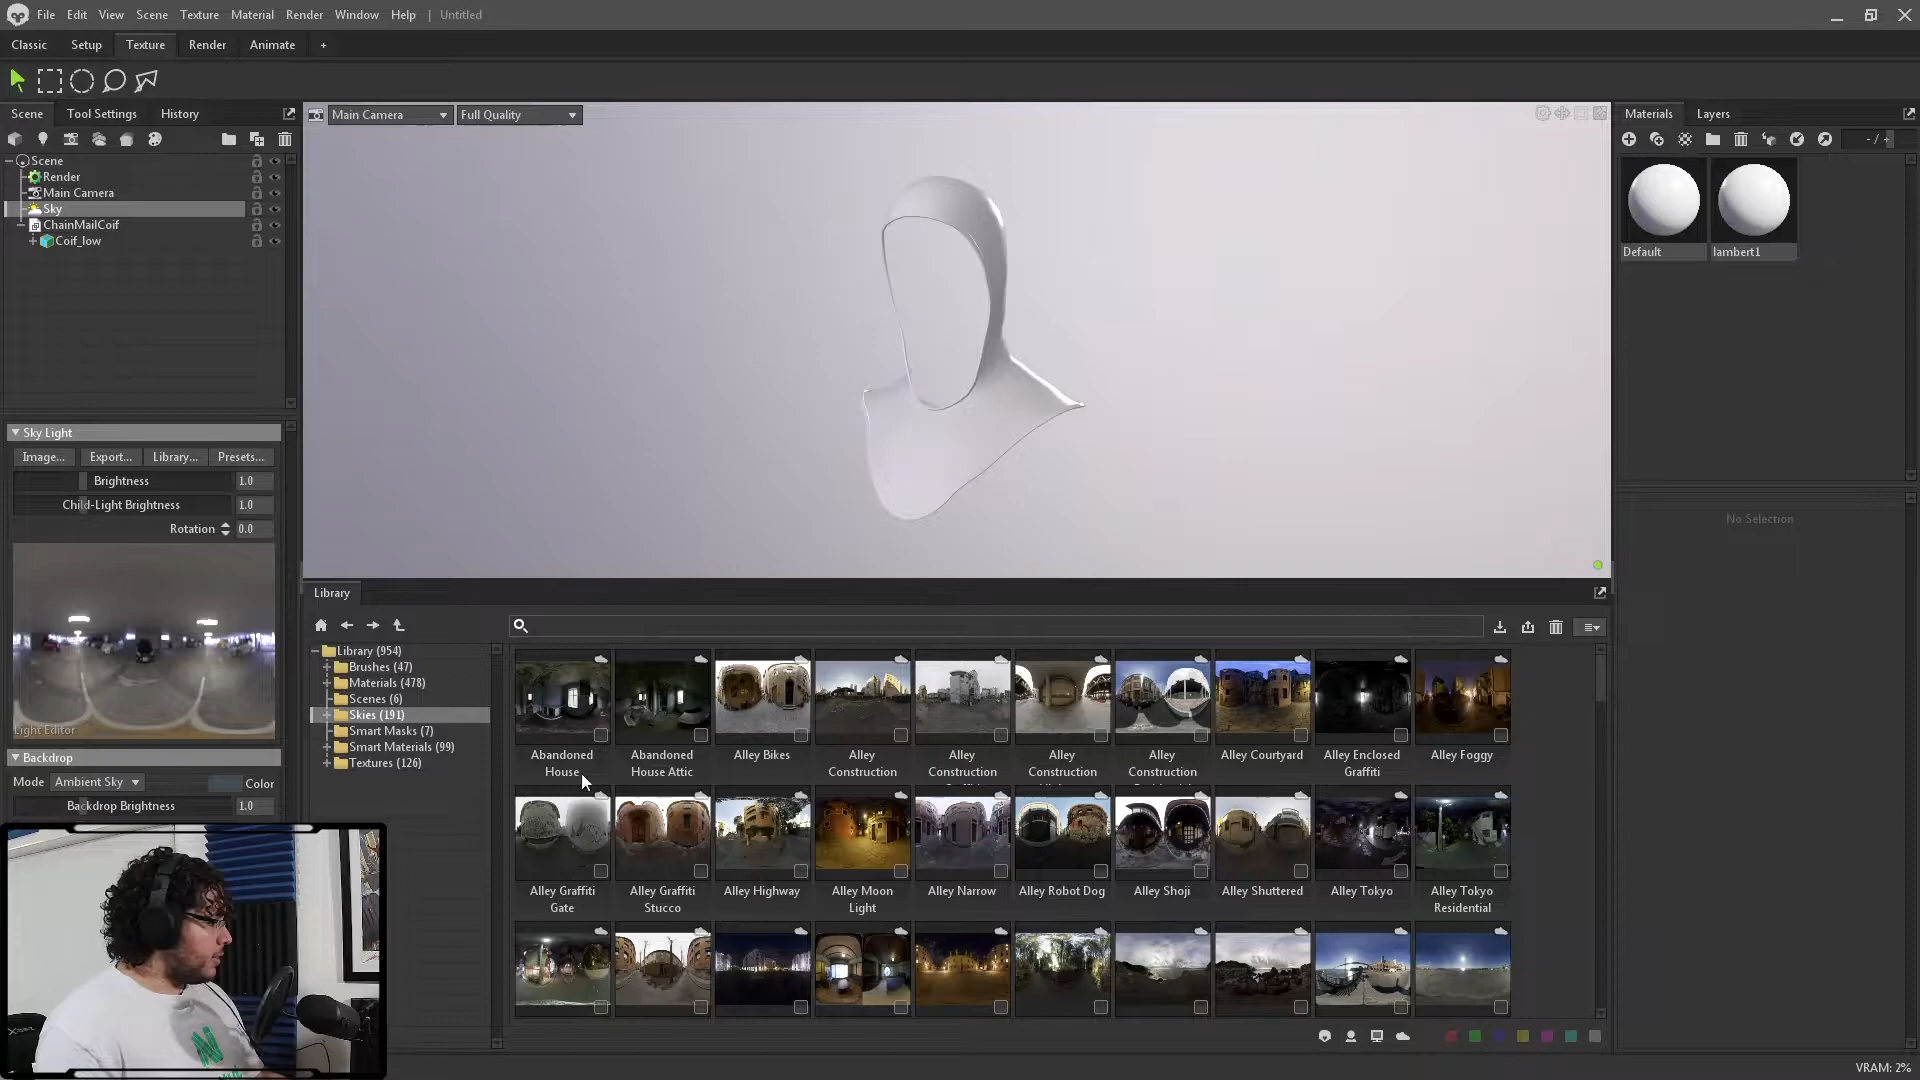 File Edit View Scene Texture Material Render Window Help | Untitled
Classic Setup Texture Render Animate +
Scene Tool Settings History
Main Camera Full Quality
Materials Layers
- /
Scene
Render
Main Camera
Sky
ChainMailCoif
Coif_low
Default lambert1
Sky Light
Image... Export... Library... Presets...
Brightness 1.0
Child-Light Brightness 1.0
Rotation 0.0
Light Editor
Backdrop
Mode Ambient Sky Color
Backdrop Brightness 1.0
No Selection
Library
Library (954)
Brushes (47)
Materials (478)
Scenes (6)
Skies (191)
Smart Masks (7)
Smart Materials (99)
Textures (126)
Abandoned House
Abandoned House Attic
Alley Bikes
Alley Construction
Alley Construction
Alley Construction
Alley Construction
Alley Courtyard
Alley Enclosed Graffiti
Alley Foggy
Alley Graffiti Gate
Alley Graffiti Stucco
Alley Highway
Alley Moon Light
Alley Narrow
Alley Robot Dog
Alley Shoji
Alley Shuttered
Alley Tokyo
Alley Tokyo Residential
VRAM: 2%